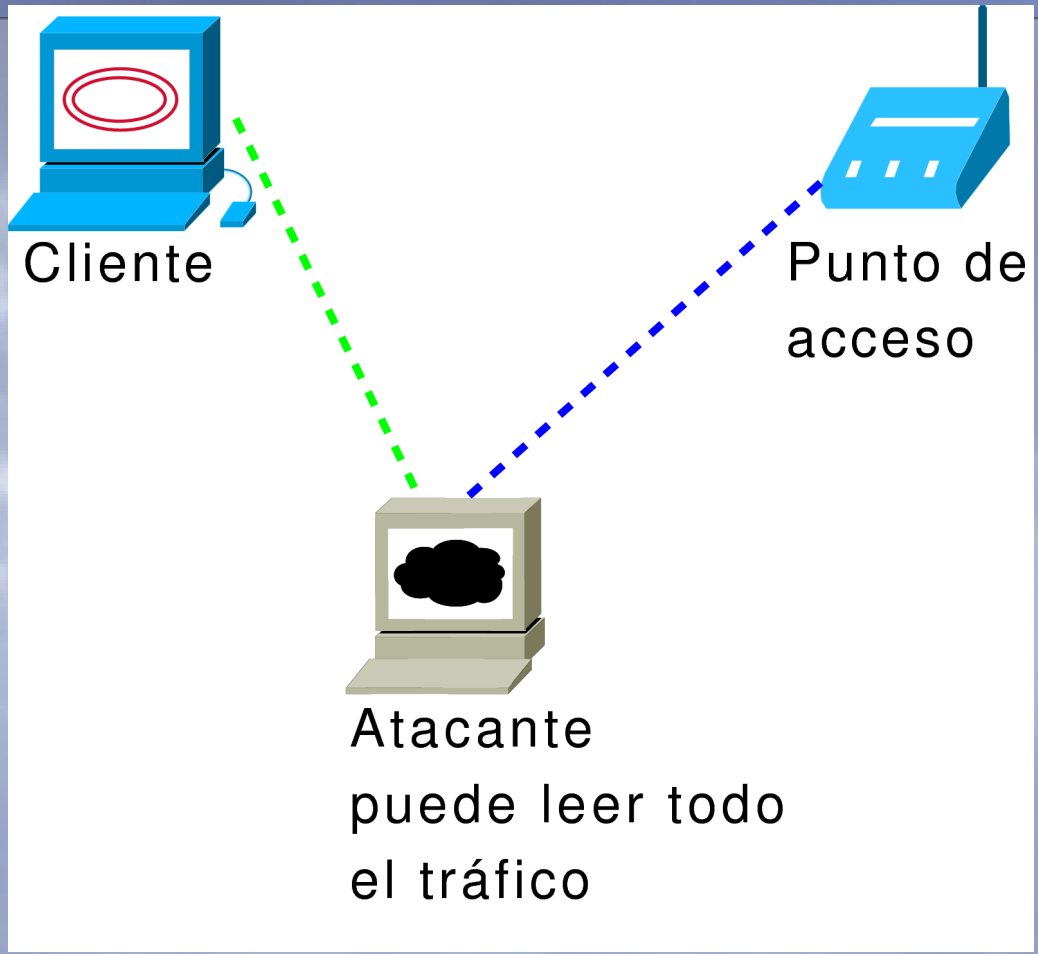 Cliente
Punto de
acceso
Atacante
puede leer todo
el tráfico